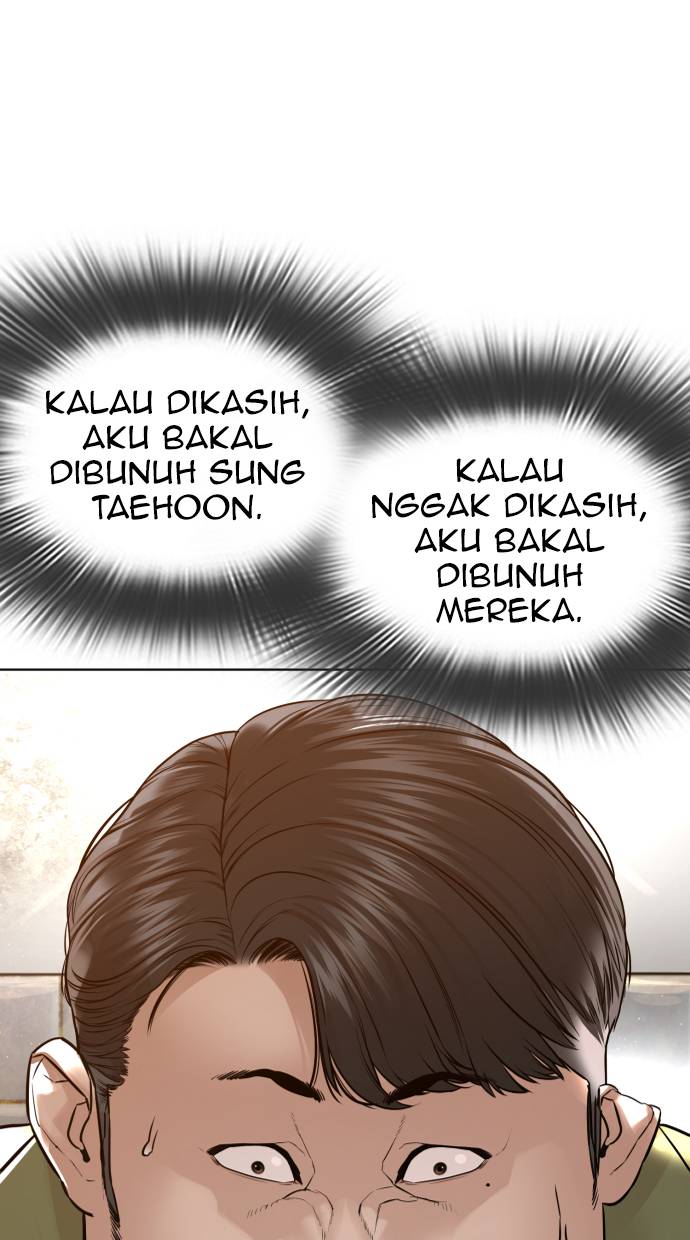 KALAU DIKASIH,
AKU BAKAL
DIBUNUH SUNG
TAEHOON.
KALAU
NGGAK DIKASIH,
AKU BAKAL
DIBUNUH
MEREKA.